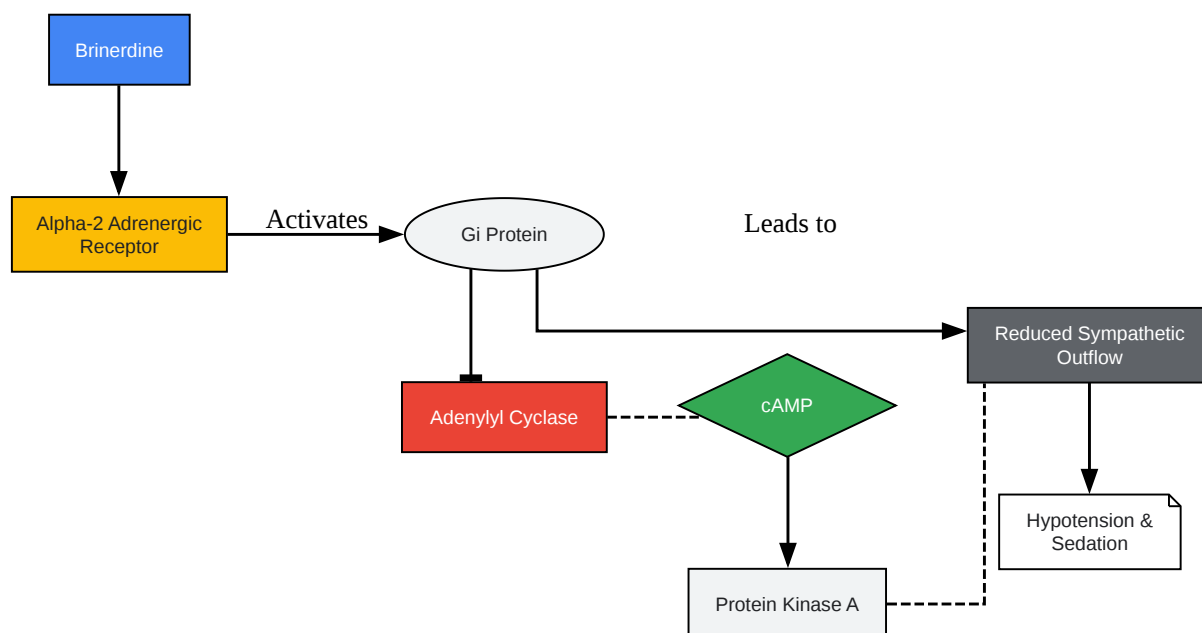 Brinerdine
Alpha-2 Adrenergic
Receptor
Activates
Gi Protein
Leads to
Reduced Sympathetic
Outflow
Adenylyl Cyclase
cAMP
Hypotension &
Sedation
Protein Kinase A